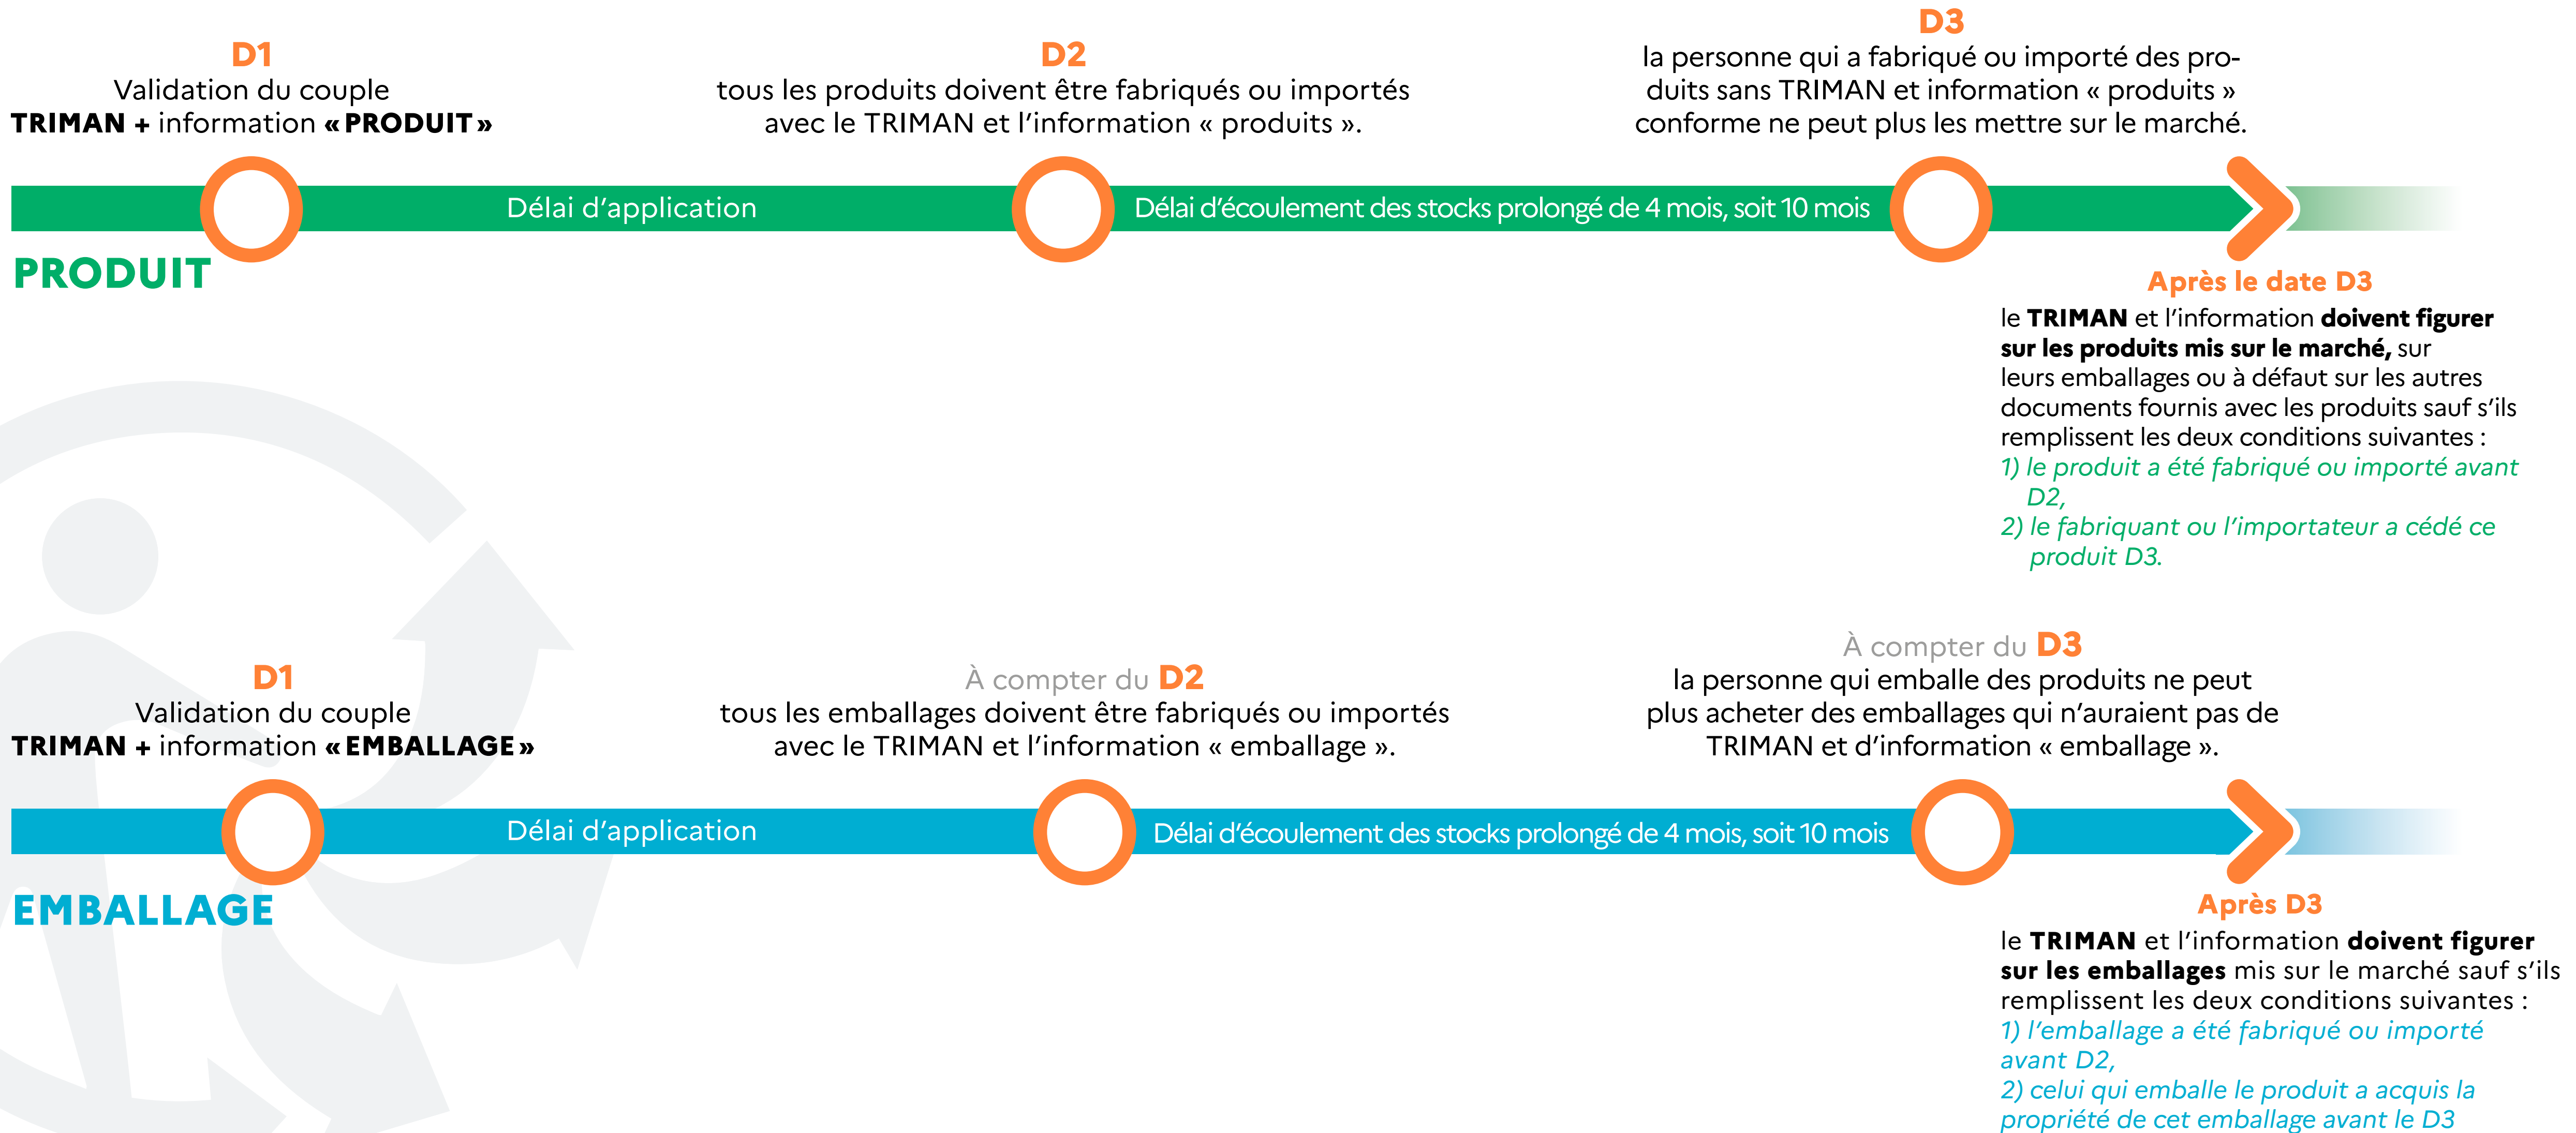 D1
Validation du couple
TRIMAN + information « PRODUIT »
D2
tous les produits doivent être fabriqués ou importés
avec le TRIMAN et l'information « produits ».
D3
la personne qui a fabriqué ou importé des pro-
duits sans TRIMAN et information « produits »
conforme ne peut plus les mettre sur le marché.
Délai d'application
Délai d'écoulement des stocks prolongé de 4 mois, soit 10 mois
PRODUIT
Après le date D3
le TRIMAN et l'information doivent figurer
sur les produits mis sur le marché, sur
leurs emballages ou à défaut sur les autres
documents fournis avec les produits sauf s'ils
remplissent les deux conditions suivantes :
1) le produit a été fabriqué ou importé avant
D2,
2) le fabriquant ou l'importateur a cédé ce
produit D3.
D1
Validation du couple
TRIMAN + information « EMBALLAGE »
À compter du D2
tous les emballages doivent être fabriqués ou importés
avec le TRIMAN et l'information « emballage ».
À compter du D3
la personne qui emballe des produits ne peut
plus acheter des emballages qui n'auraient pas de
TRIMAN et d'information « emballage ».
Délai d'application
Délai d'écoulement des stocks prolongé de 4 mois, soit 10 mois
EMBALLAGE
Après D3
le TRIMAN et l'information doivent figurer
sur les emballages mis sur le marché sauf s'ils
remplissent les deux conditions suivantes :
1) l'emballage a été fabriqué ou importé
avant D2,
2) celui qui emballe le produit a acquis la
propriété de cet emballage avant le D3